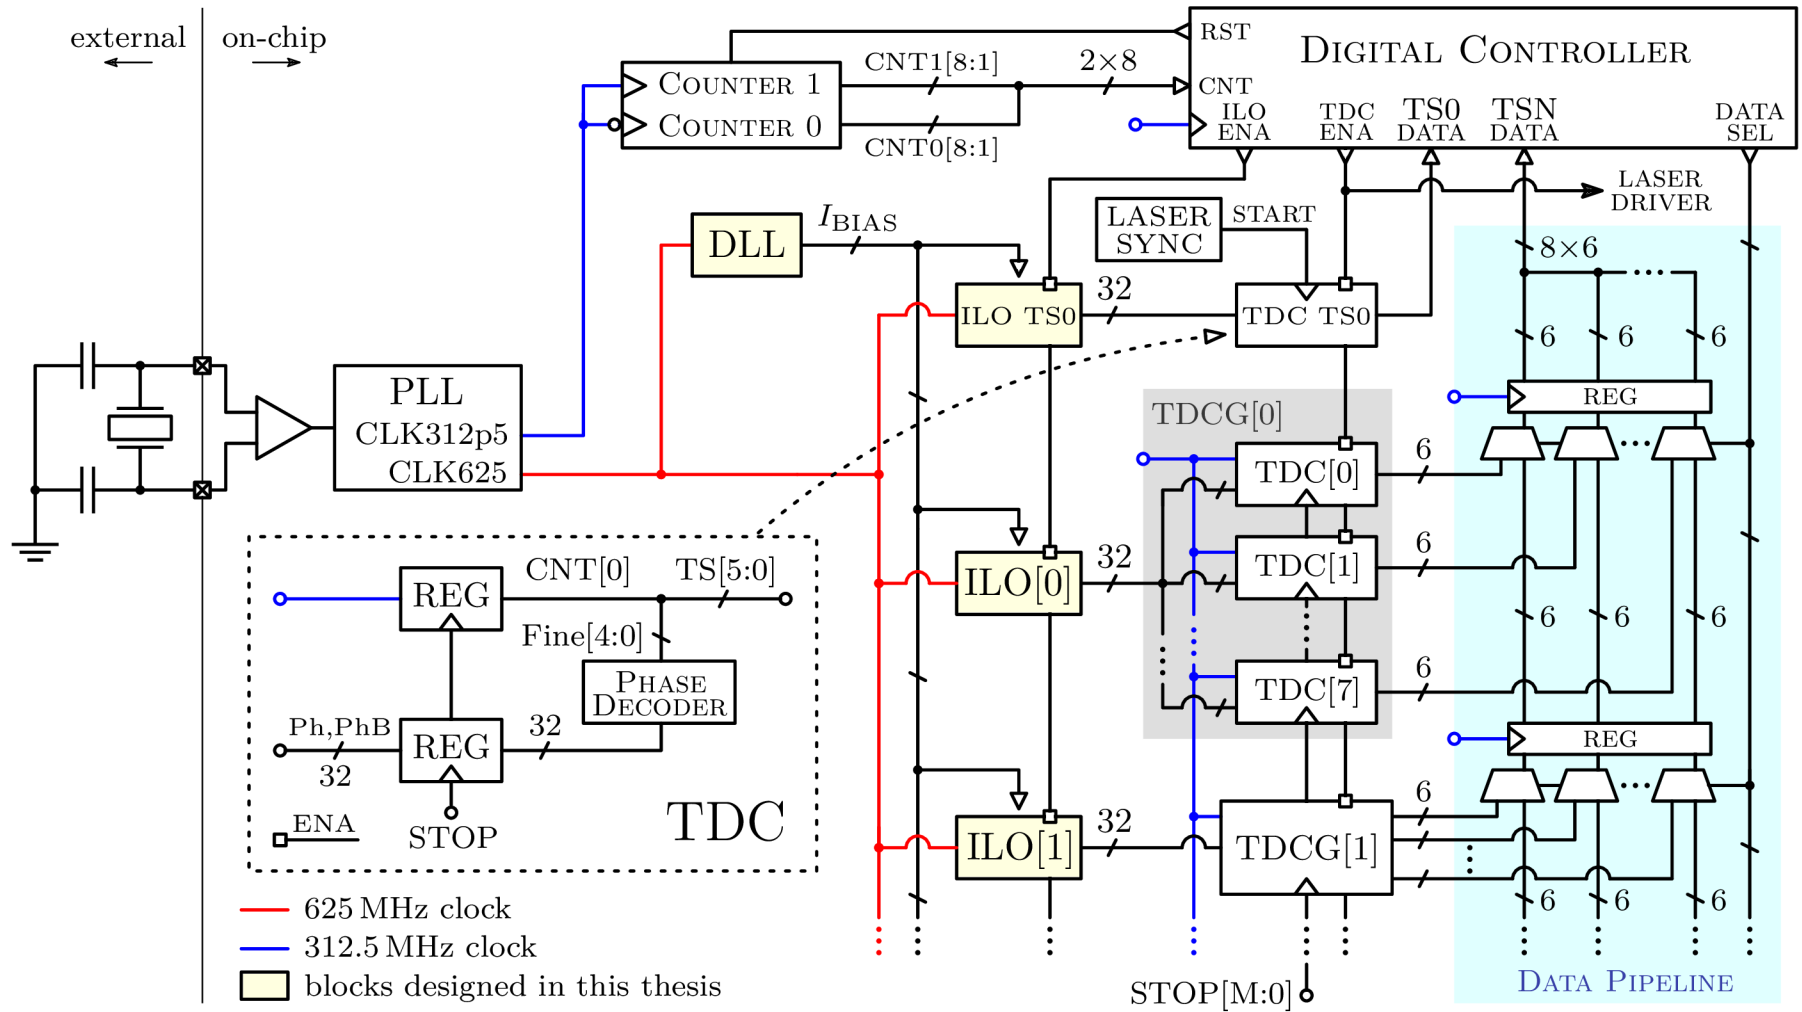 external
on-chip
RST
DIGITAL CONTROLLER
CNT
ILO
ENA
TDC
ENA
TS0
DATA
TSN
DATA
DATA
SEL
COUNTER 1
COUNTER 0
CNT1[8:1]
CNT0[8:1]
2×8
LASER
DRIVER
DLL
I_BIAS
LASER
SYNC
START
8×6
ILO TS0
32
TDC TS0
6
6
6
REG
PLL
CLK312p5
CLK625
TDCG[0]
TDC[0]
6
ILO[0]
32
TDC[1]
6
6
6
6
TDC[7]
6
REG
REG
CNT[0]
TS[5:0]
Fine[4:0]
PHASE
DECODER
Ph,PhB
32
REG
32
ENA
STOP
TDC
ILO[1]
32
TDCG[1]
6
6
6
6
625 MHz clock
312.5 MHz clock
blocks designed in this thesis
STOP[M:0]
DATA PIPELINE